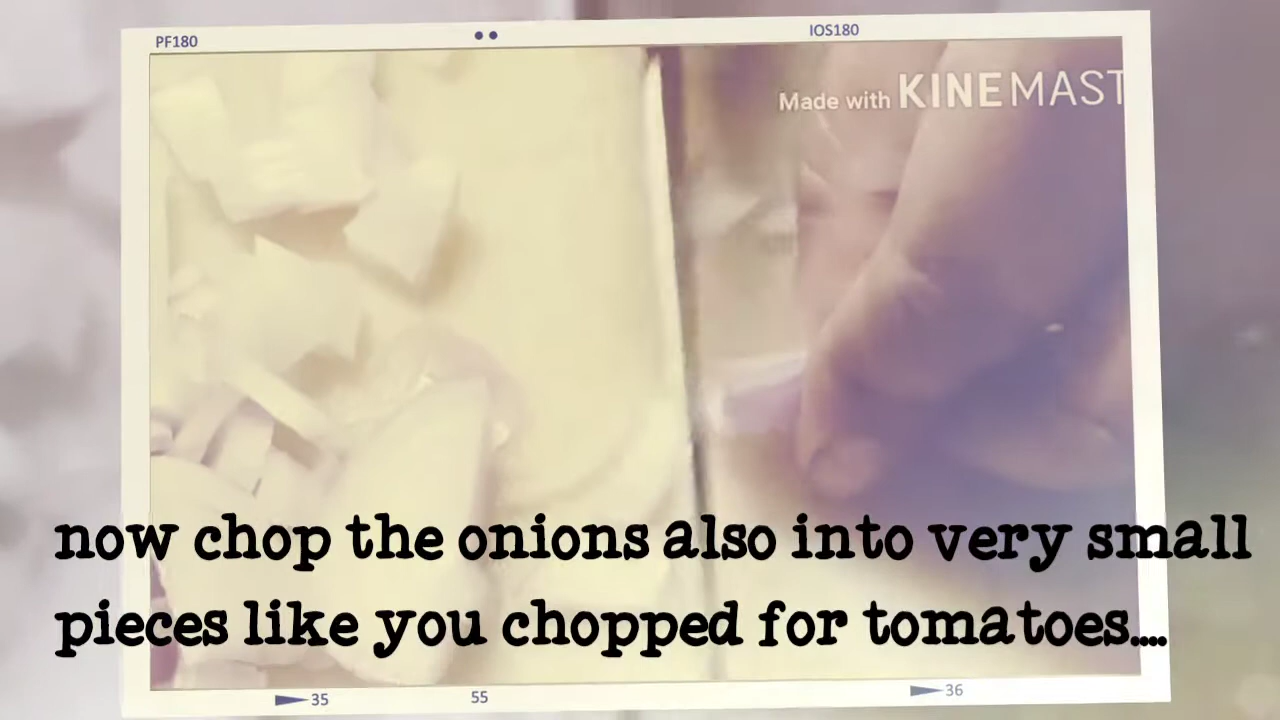 PF180
IOS180
Made with KINEMAST
now chop the onions also into very small
pieces like you chopped for tomatoes....
35
55
36